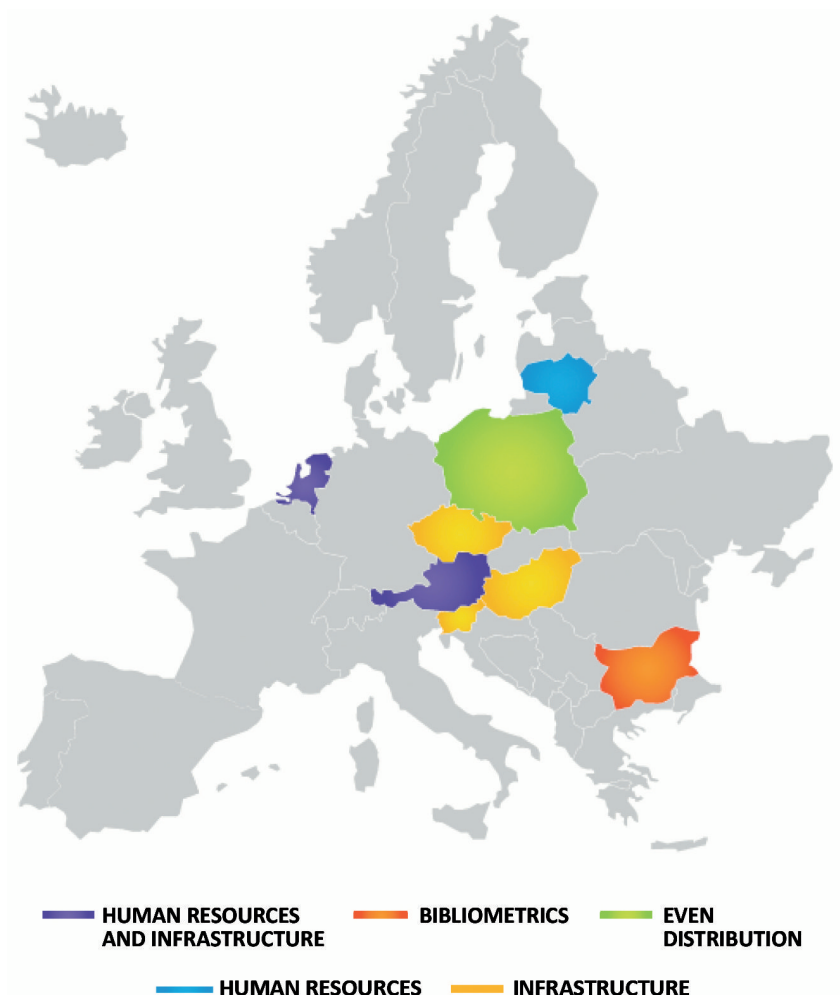 HUMAN RESOURCES
AND INFRASTRUCTURE
BIBLIOMETRICS
EVEN
DISTRIBUTION
HUMAN RESOURCES
INFRASTRUCTURE